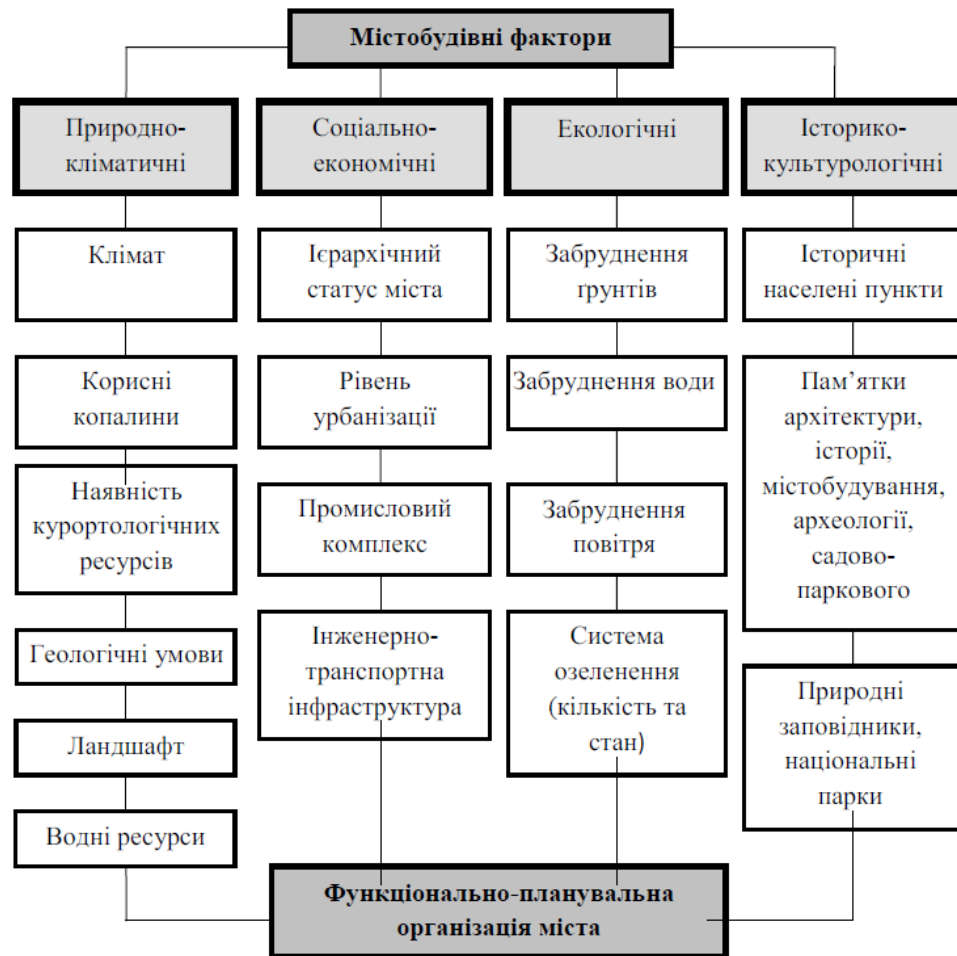 Містобудівні фактори
Природно-
кліматичні
Соціально-
економічні
Екологічні
Історико-
культурологічні
Клімат
Ієрархічний
статус міста
Забруднення
ґрунтів
Історичні
населені пункти
Корисні
копалини
Рівень
урбанізації
Забруднення води
Пам’ятки
архітектури,
історії,
містобудування,
археології,
садово-
паркового
Наявність
курортологічних
ресурсів
Промисловий
комплекс
Забруднення
повітря
Геологічні умови
Інженерно-
транспортна
інфраструктура
Система
озеленення
(кількість та
стан)
Природні
заповідники,
національні
парки
Ландшафт
Водні ресурси
Функціонально-планувальна
організація міста